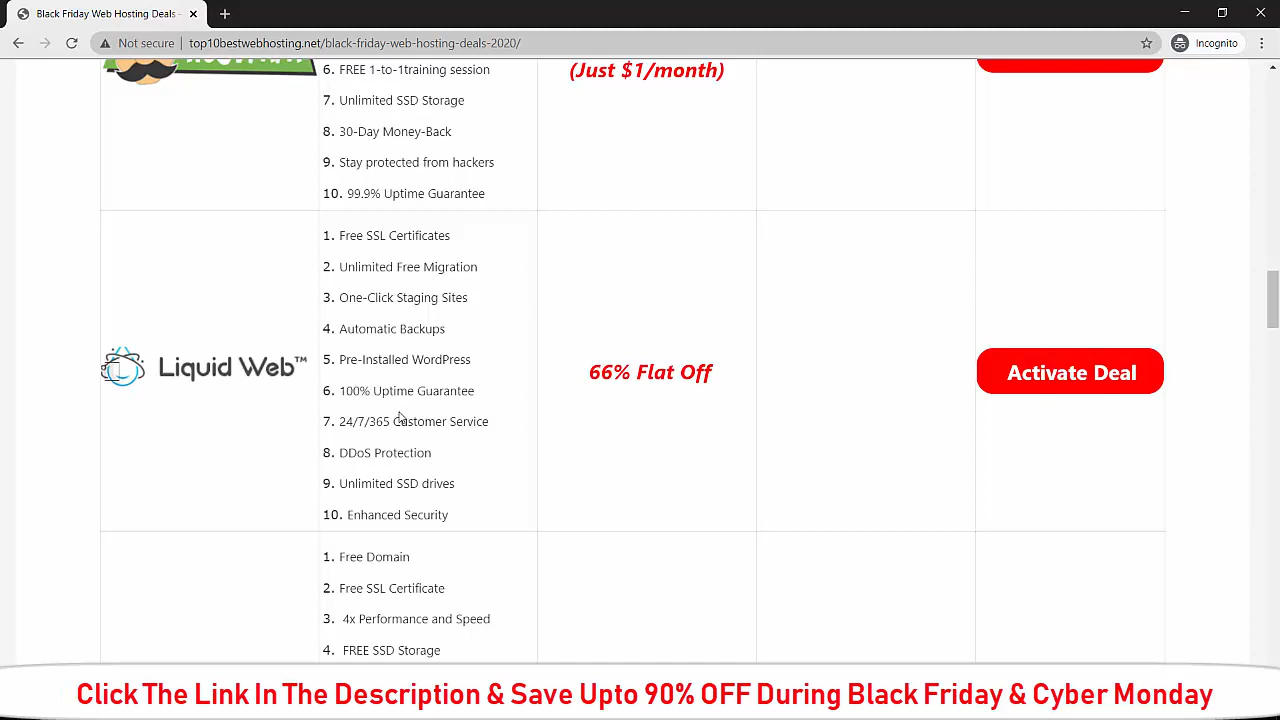 Black Friday Web Hosting Deals -
Not secure
top10bestwebhosting.net/black-friday-web-hosting-deals-2020/
Incognito
6. FREE 1-to-1training session
7. Unlimited SSD Storage
8. 30-Day Money-Back
9. Stay protected from hackers
10. 99.9% Uptime Guarantee
(Just $1/month)
Liquid Web™
1. Free SSL Certificates
2. Unlimited Free Migration
3. One-Click Staging Sites
4. Automatic Backups
5. Pre-Installed WordPress
6. 100% Uptime Guarantee
7. 24/7/365 Customer Service
8. DDoS Protection
9. Unlimited SSD drives
10. Enhanced Security
66% Flat Off
Activate Deal
1. Free Domain
2. Free SSL Certificate
3. 4x Performance and Speed
4. FREE SSD Storage
Click The Link In The Description & Save Upto 90% OFF During Black Friday & Cyber Monday